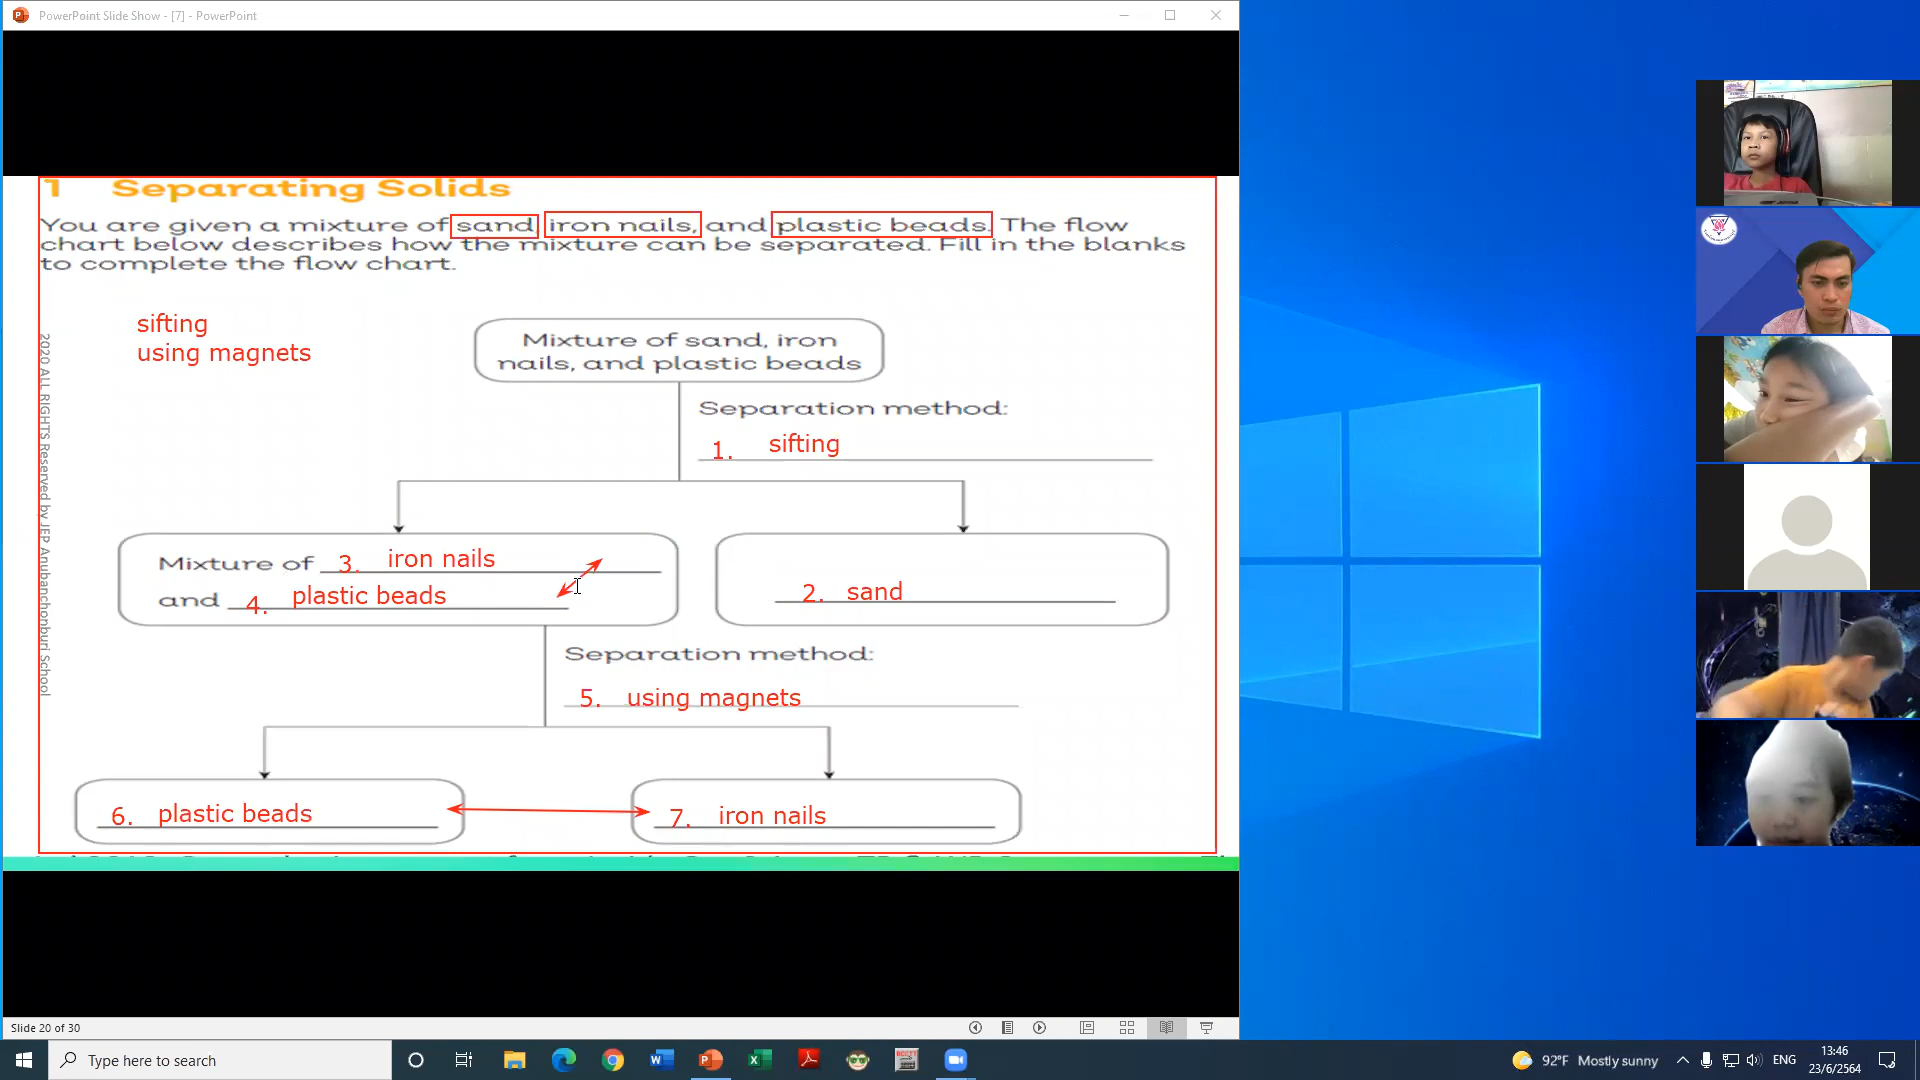 PowerPoint Slide Show - [7] - PowerPoint
1 Separating Solids
You are given a mixture of sand, iron nails, and plastic beads. The flow
chart below describes how the mixture can be separated. Fill in the blanks
to complete the flow chart.
sifting
using magnets
Mixture of sand, iron
nails, and plastic beads
Separation method:
1. sifting
Mixture of 3. iron nails
and 4. plastic beads
2. sand
Separation method:
5. using magnets
6. plastic beads
7. iron nails
2020 ALL RIGHTS Reserved by JEP Anubanchonburi School
Slide 20 of 30
Type here to search
92°F Mostly sunny
ENG
13:46
23/6/2564